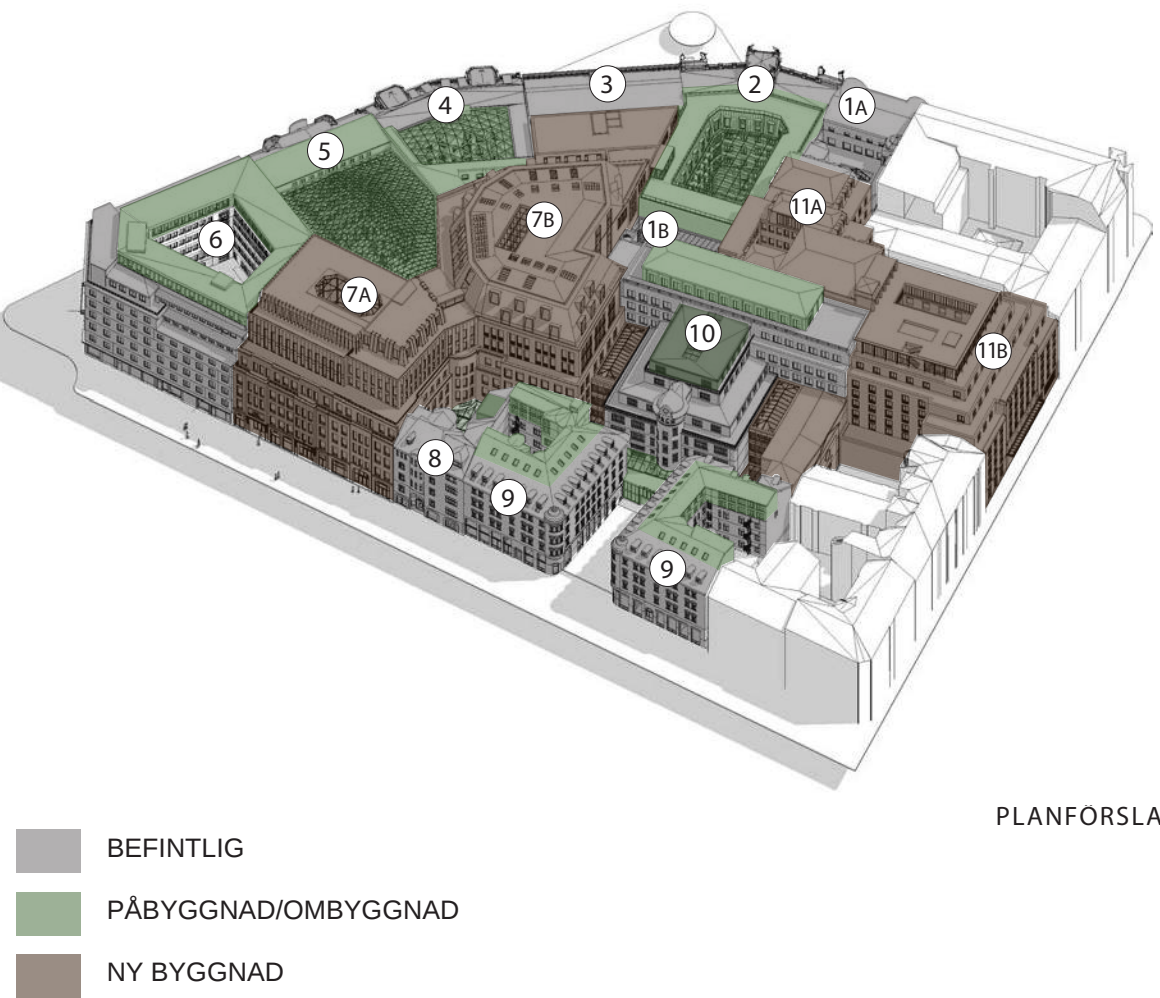 3
2
4
1A
5
11A
7B
6
1B
7A
10
11B
8
9
9
PLANFÖRSLA
BEFINTLIG
PÅBYGGNAD/OMBYGGNAD
NY BYGGNAD